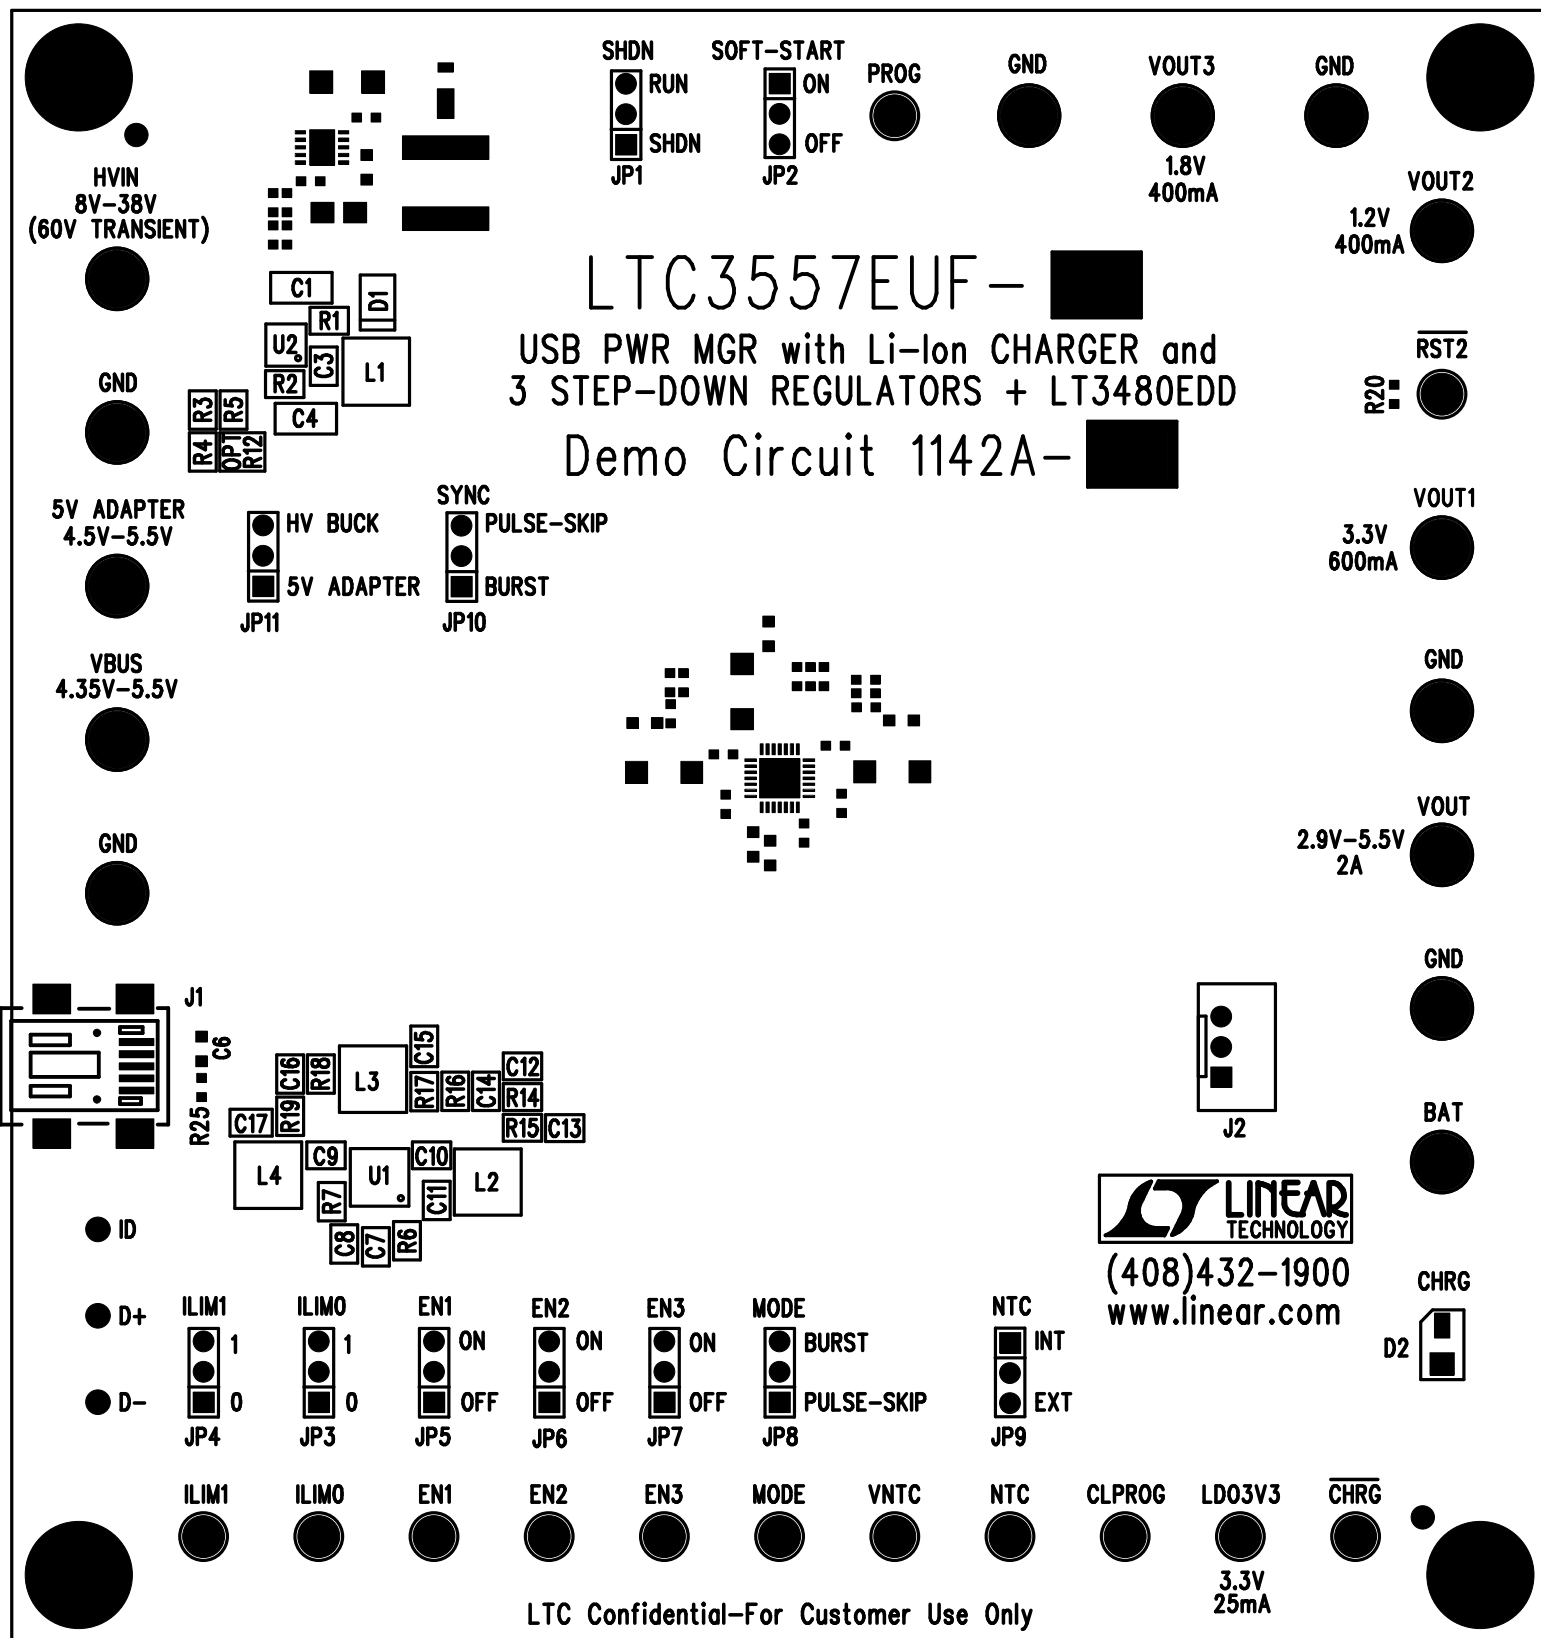 SHDN
RUN
SHDN
JP1
SOFT-START
ON
OFF
JP2
PROG
GND
VOUT3
1.8V
400mA
GND
HVIN
8V-38V
(60V TRANSIENT)
VOUT2
1.2V
400mA
LTC3557EUF-
USB PWR MGR with Li-Ion CHARGER and
3 STEP-DOWN REGULATORS + LT3480EDD
Demo Circuit 1142A-
C1
D1
R1
U2
C3
L1
R2
C4
R3
R5
R4
OPT
R12
GND
RST2
R20
5V ADAPTER
4.5V-5.5V
HV BUCK
5V ADAPTER
JP11
SYNC
PULSE-SKIP
BURST
JP10
VOUT1
3.3V
600mA
VBUS
4.35V-5.5V
GND
GND
VOUT
2.9V-5.5V
2A
GND
J1
C6
R25
C16
R18
L3
C15
R17
R16
C14
C12
R14
R15
C13
R19
C17
L4
C9
U1
C10
L2
R7
C11
C8
C7
R6
J2
BAT
LINEAR
TECHNOLOGY
(408)432-1900
www.linear.com
ID
D+
D-
CHRG
D2
ILIM1
1
0
JP4
ILIM0
1
0
JP3
EN1
ON
OFF
JP5
EN2
ON
OFF
JP6
EN3
ON
OFF
JP7
MODE
BURST
PULSE-SKIP
JP8
NTC
INT
EXT
JP9
ILIM1
ILIM0
EN1
EN2
EN3
MODE
VNTC
NTC
CLPROG
LDO3V3
CHRG
3.3V
25mA
LTC Confidential-For Customer Use Only